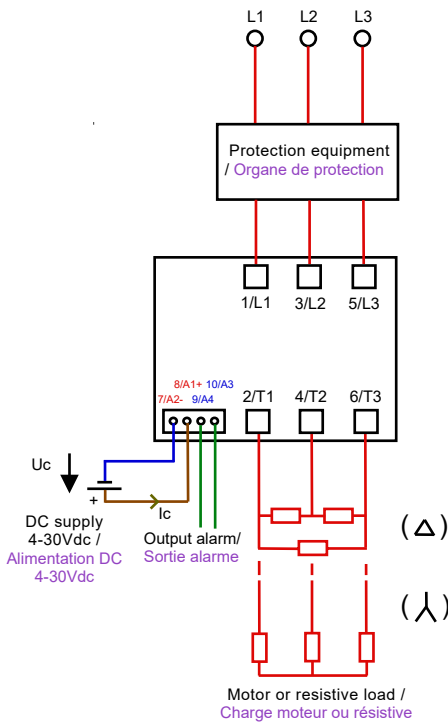 L1 L2 L3
Protection equipment
/ Organe de protection
1/L1 3/L2 5/L3
8/A1+ 10/A3
7/A2- 9/A4
2/T1 4/T2 6/T3
Uc
+
Ic
DC supply
4-30Vdc /
Alimentation DC
4-30Vdc
Output alarm/
Sortie alarme
Motor or resistive load /
Charge moteur ou résistive